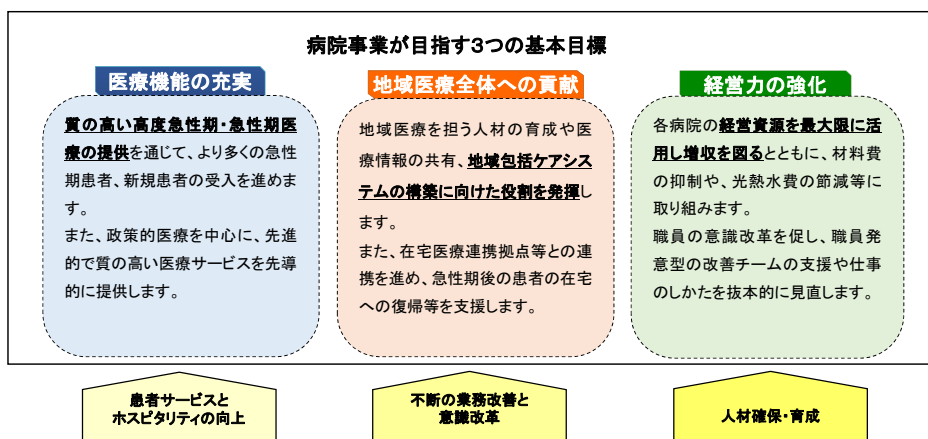 病院事業が目指す3つの基本目標
医療機能の充実
質の高い高度急性期・急性期医
療の提供を通じて、より多くの急性
期患者、新規患者の受入を進めま
す。
また、政策的医療を中心に、先進
的で質の高い医療サービスを先導
的に提供します。
地域医療全体への貢献
地域医療を担う人材の育成や医
療情報の共有、地域包括ケアシス
テムの構築に向けた役割を発揮し
ます。
また、在宅医療連携拠点等との連
携を進め、急性期後の患者の在宅
への復帰等を支援します。
経営力の強化
各病院の経営資源を最大限に活
用し増収を図るとともに、材料費
の抑制や、光熱水費の節減等に
取り組みます。
職員の意識改革を促し、職員発
意型の改善チームの支援や仕事
のしかたを抜本的に見直します。
患者サービスと
ホスピタリティの向上
不断の業務改善と
意識改革
人材確保・育成